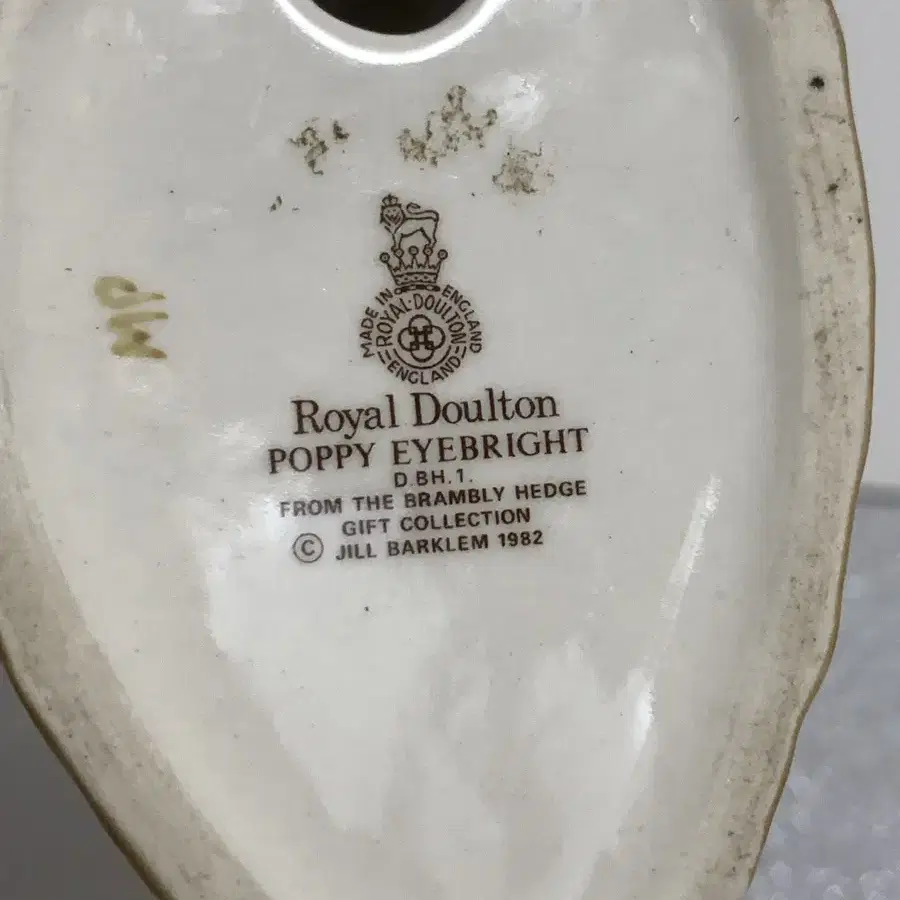 MADE IN ENGLAND
ROYAL·DOULTON
ENGLAND
Royal Doulton
POPPY EYEBRIGHT
D.BH.1.
FROM THE BRAMBLY HEDGE
GIFT COLLECTION
© JILL BARKLEM 1982